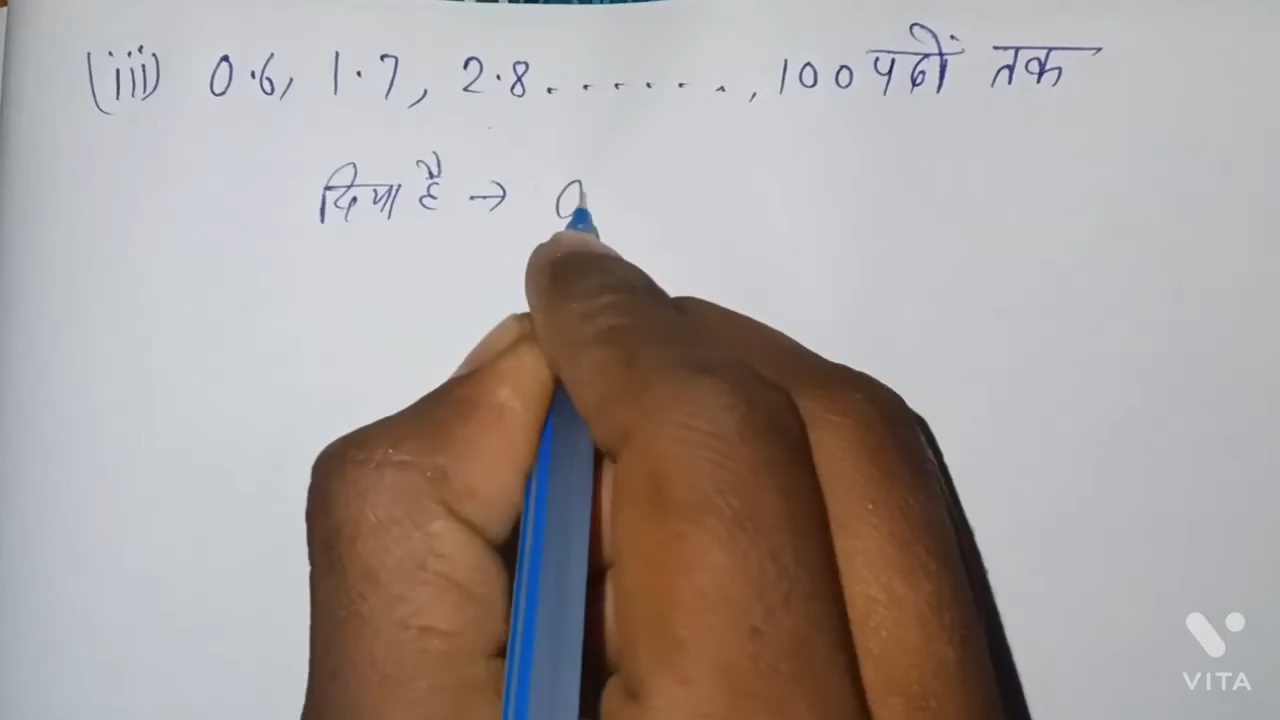 (iii) 0.6, 1.7, 2.8........, 100 पदों तक
दिया है → a
VITA